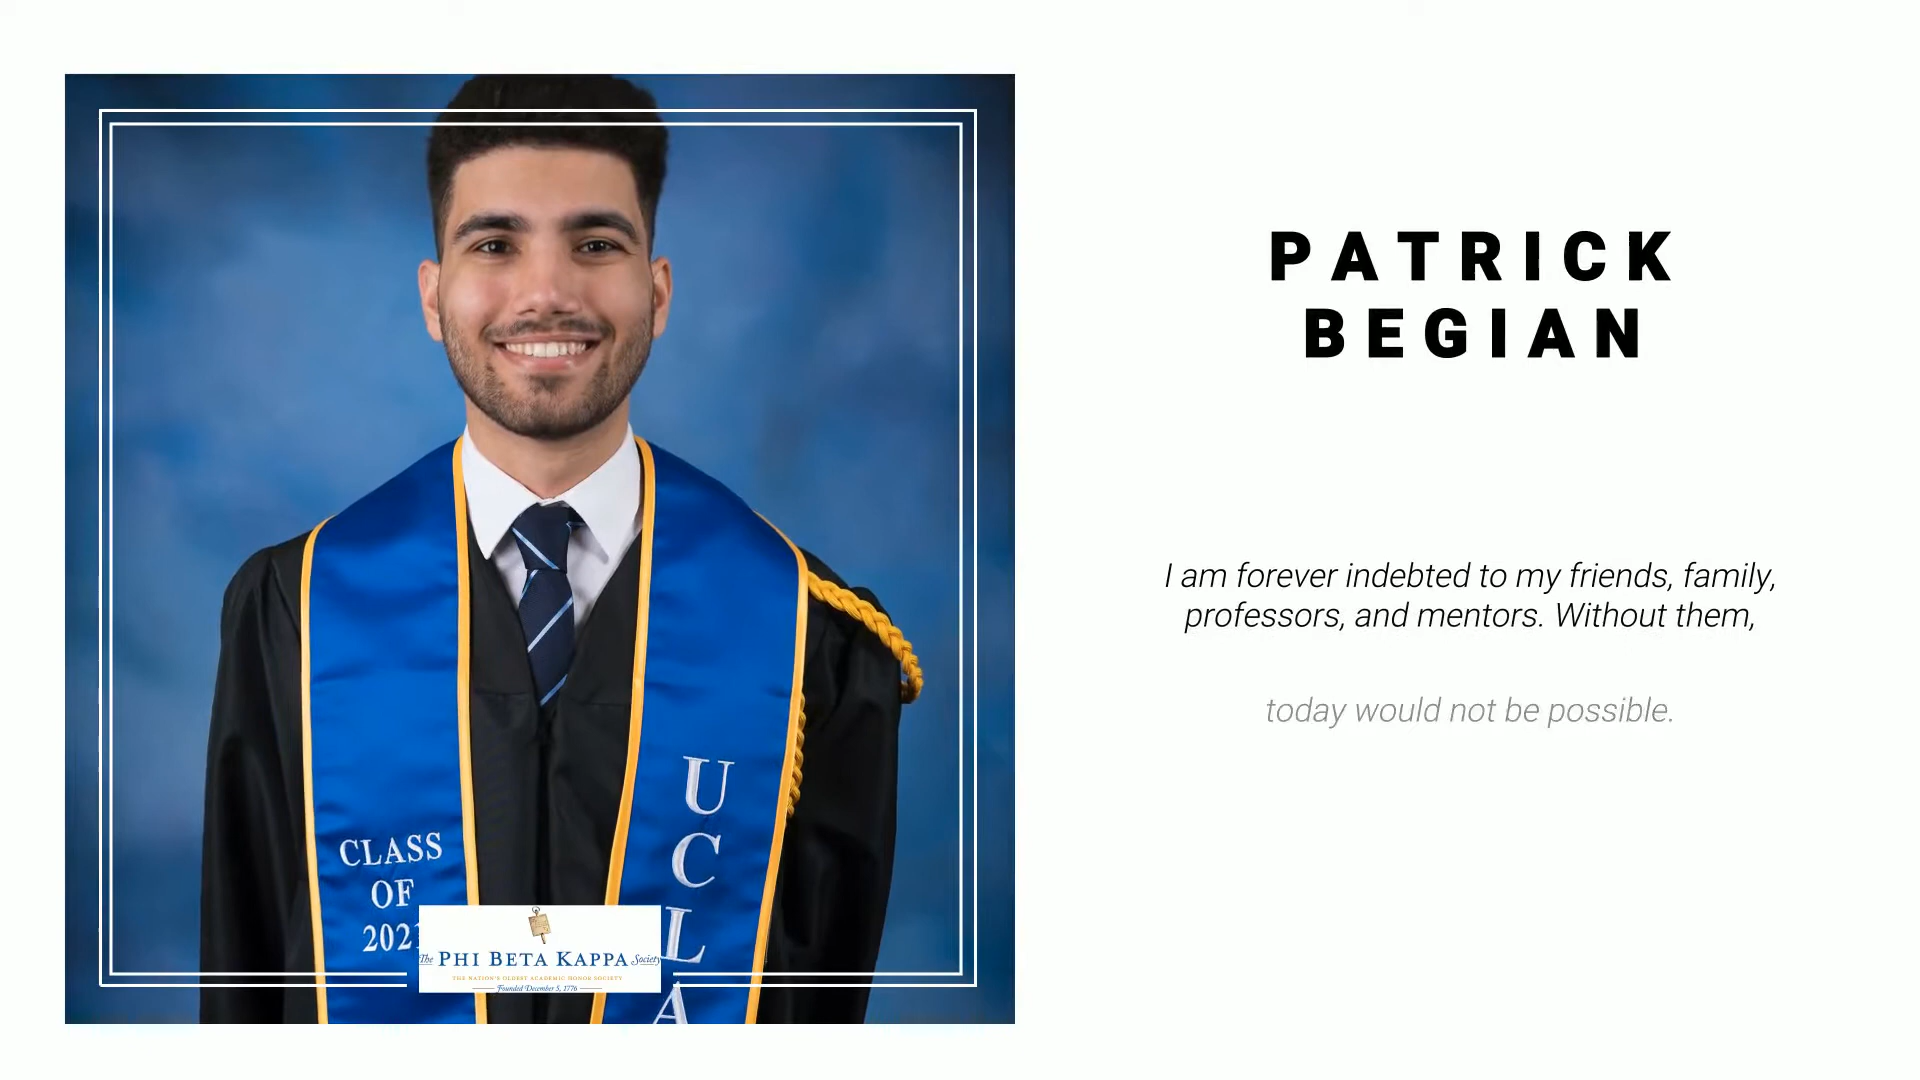 PATRICK
BEGIAN
I am forever indebted to my friends, family,
professors, and mentors. Without them,
today would not be possible.
CLASS
OF
2021
U
C
L
A
The PHI BETA KAPPA Society
THE NATION'S OLDEST ACADEMIC HONOR SOCIETY
Founded December 5, 1776